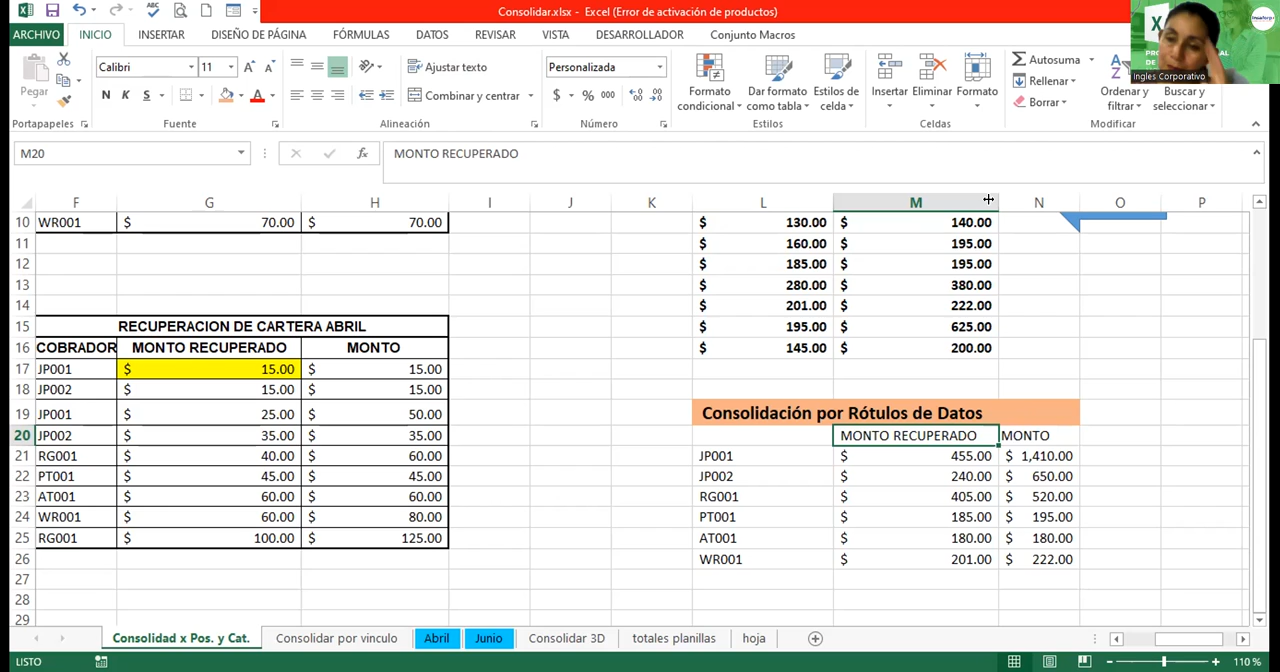 Consolidar.xlsx - Excel (Error de activación de productos)
ARCHIVO INICIO INSERTAR DISEÑO DE PÁGINA FÓRMULAS DATOS REVISAR VISTA DESARROLLADOR Conjunto Macros
Ingles Corporativo
Pegar
Calibri 11
N K S
Ajustar texto
Combinar y centrar
Personalizada
$ % 000
Formato condicional
Dar formato como tabla
Estilos de celda
Insertar Eliminar Formato
Autosuma
Rellenar
Borrar
Ordenar y filtrar
Buscar y seleccionar
Portapapeles Fuente Alineación Número Estilos Celdas Modificar
M20 fx MONTO RECUPERADO
F G H I J K L M N O P
10 WR001 $ 70.00 $ 70.00 $ 130.00 $ 140.00
11 $ 160.00 $ 195.00
12 $ 185.00 $ 195.00
13 $ 280.00 $ 380.00
14 $ 201.00 $ 222.00
15 RECUPERACION DE CARTERA ABRIL $ 195.00 $ 625.00
16 COBRADOR MONTO RECUPERADO MONTO $ 145.00 $ 200.00
17 JP001 $ 15.00 $ 15.00
18 JP002 $ 15.00 $ 15.00
19 JP001 $ 25.00 $ 50.00 Consolidación por Rótulos de Datos
20 JP002 $ 35.00 $ 35.00 MONTO RECUPERADO MONTO
21 RG001 $ 40.00 $ 60.00 JP001 $ 455.00 $ 1,410.00
22 PT001 $ 45.00 $ 45.00 JP002 $ 240.00 $ 650.00
23 AT001 $ 60.00 $ 60.00 RG001 $ 405.00 $ 520.00
24 WR001 $ 60.00 $ 80.00 PT001 $ 185.00 $ 195.00
25 RG001 $ 100.00 $ 125.00 AT001 $ 180.00 $ 180.00
26 WR001 $ 201.00 $ 222.00
27
28
29
Consolidad x Pos. y Cat. Consolidar por vinculo Abril Junio Consolidar 3D totales planillas hoja
LISTO 110 %